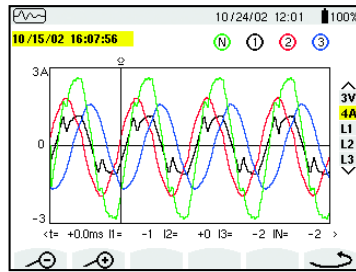 10/24/02 12:01 100%
10/15/02 16:07:56 N 1 2 3
3A
0
-3
3V
4A
L1
L2
L3
<t= +0.0ms I1= -1 I2= +0 I3= -2 IN= -2 >